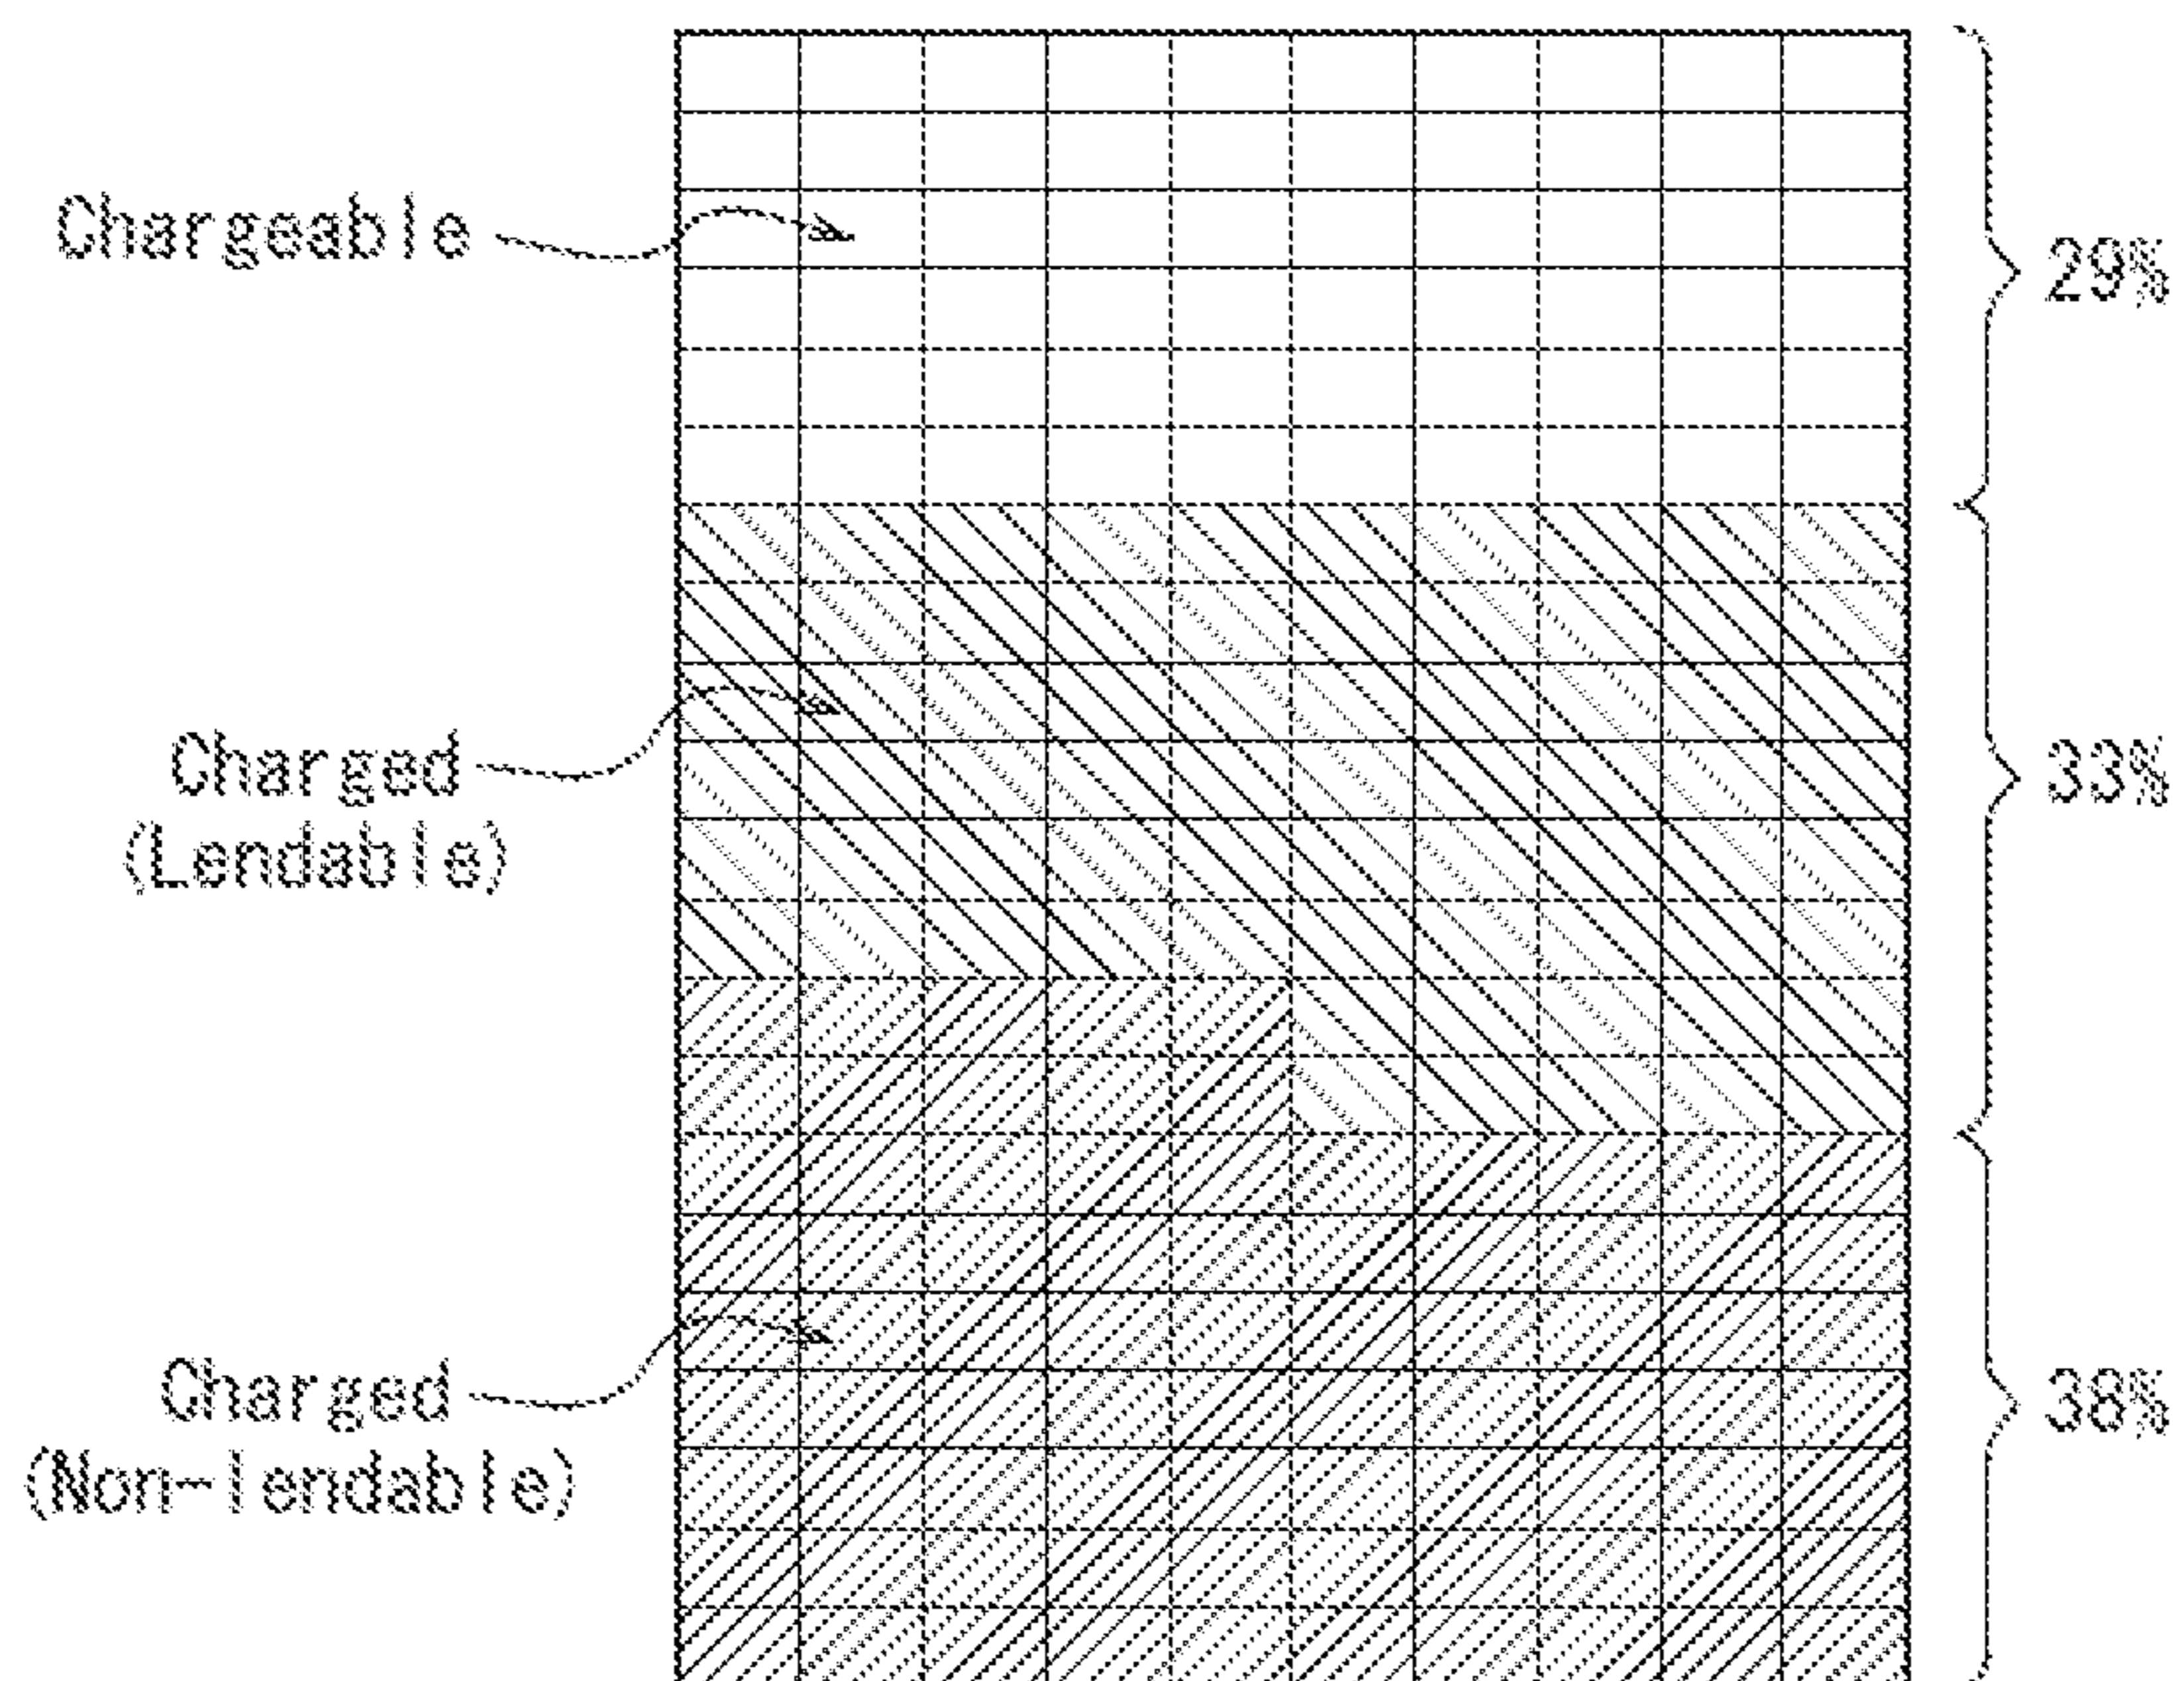 Chargeable
29%
Charged
(Lendable)
33%
Charged
(Non-lendable)
38%